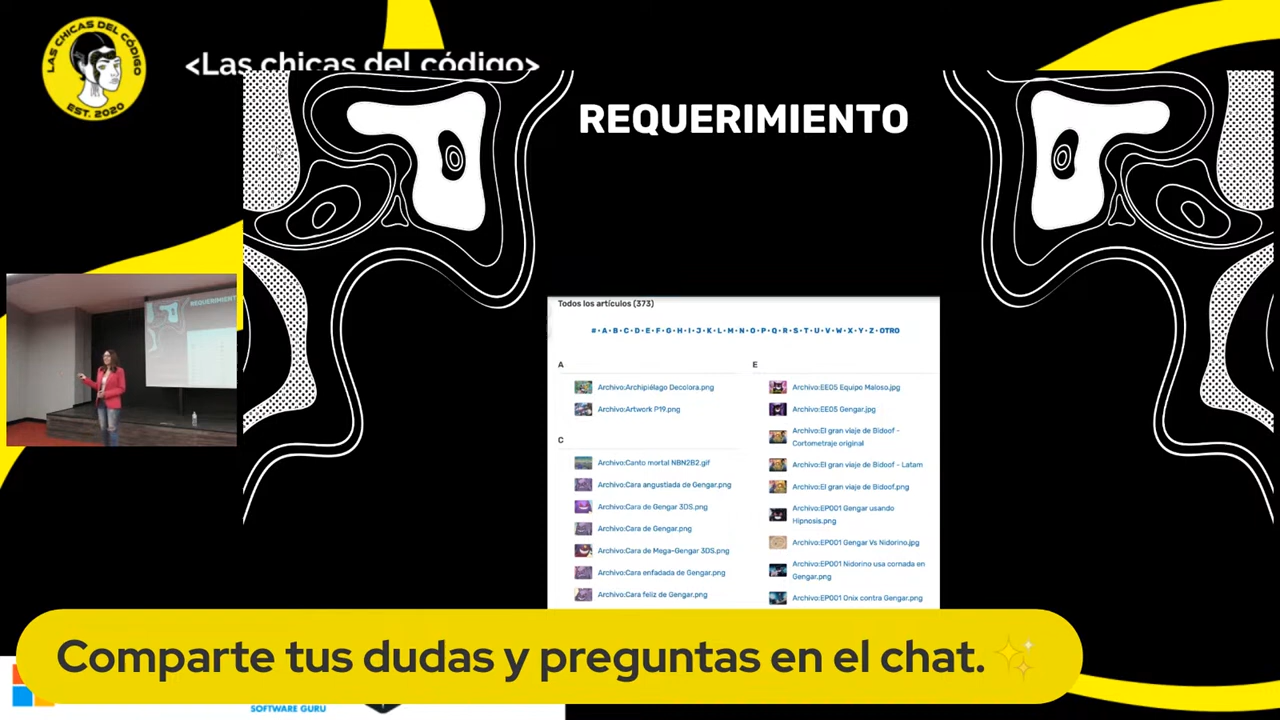 LAS CHICAS DEL CÓDIGO
EST. 2020
<Las chicas del código>
REQUERIMIENTO
REQUERIMIENT
Todos los artículos (373)
# • A • B • C • D • E • F • G • H • I • J • K • L • M • N • O • P • Q • R • S • T • U • V • W • X • Y • Z • OTRO
A
Archivo:Archipiélago Decolora.png
Archivo:Artwork P19.png
C
Archivo:Canto mortal NBN2B2.gif
Archivo:Cara angustiada de Gengar.png
Archivo:Cara de Gengar 3DS.png
Archivo:Cara de Gengar.png
Archivo:Cara de Mega-Gengar 3DS.png
Archivo:Cara enfadada de Gengar.png
Archivo:Cara feliz de Gengar.png
E
Archivo:EE05 Equipo Maloso.jpg
Archivo:EE05 Gengar.jpg
Archivo:El gran viaje de Bidoof -
Cortometraje original
Archivo:El gran viaje de Bidoof - Latam
Archivo:El gran viaje de Bidoof.png
Archivo:EP001 Gengar usando
Hipnosis.png
Archivo:EP001 Gengar Vs Nidorino.jpg
Archivo:EP001 Nidorino usa cornada en
Gengar.png
Archivo:EP001 Onix contra Gengar.png
Comparte tus dudas y preguntas en el chat.
SOFTWARE GURU